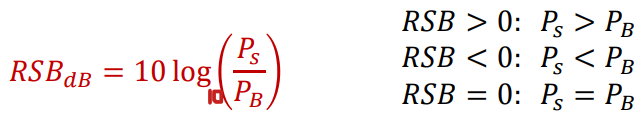 RSB_dB = 10 log_10(P_s/P_B)
RSB > 0: P_s > P_B
RSB < 0: P_s < P_B
RSB = 0: P_s = P_B